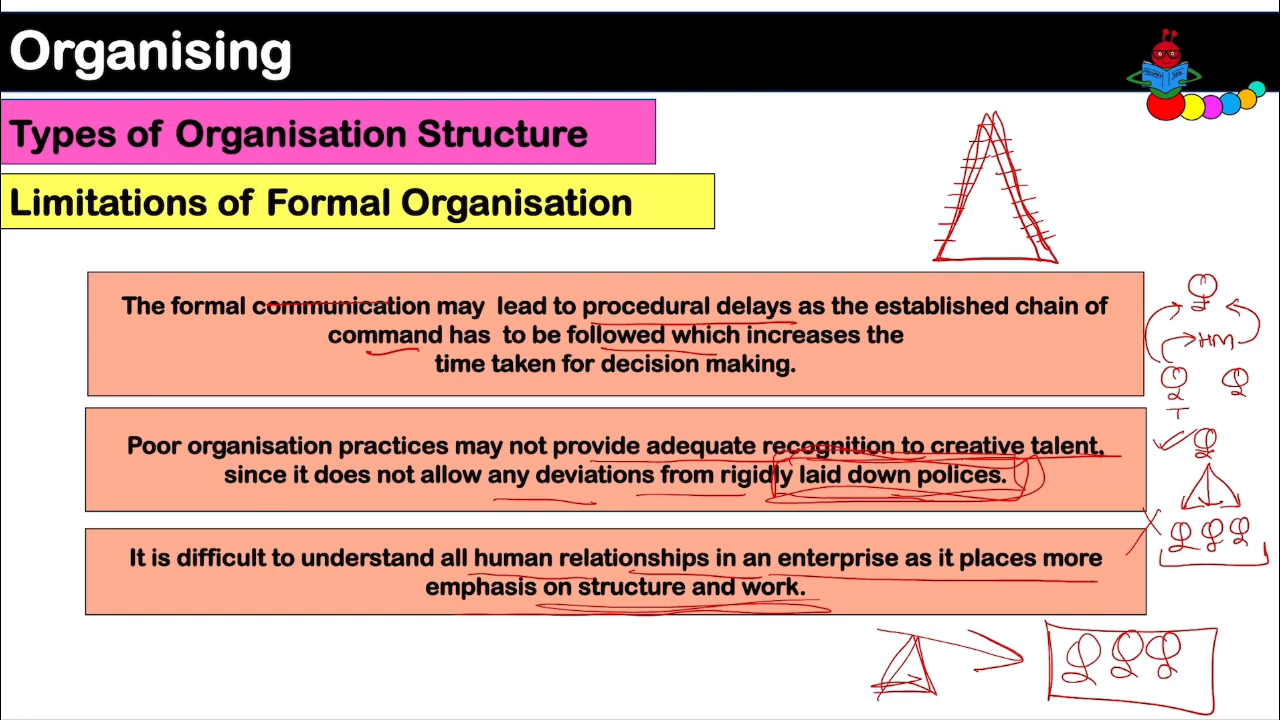 Organising
Types of Organisation Structure
Limitations of Formal Organisation
The formal communication may lead to procedural delays as the established chain of
command has to be followed which increases the
time taken for decision making.
HM
T
Poor organisation practices may not provide adequate recognition to creative talent,
since it does not allow any deviations from rigidly laid down polices.
It is difficult to understand all human relationships in an enterprise as it places more
emphasis on structure and work.